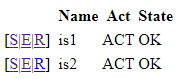 Name Act State
[S|E|R] is1 ACT OK
[S|E|R] is2 ACT OK